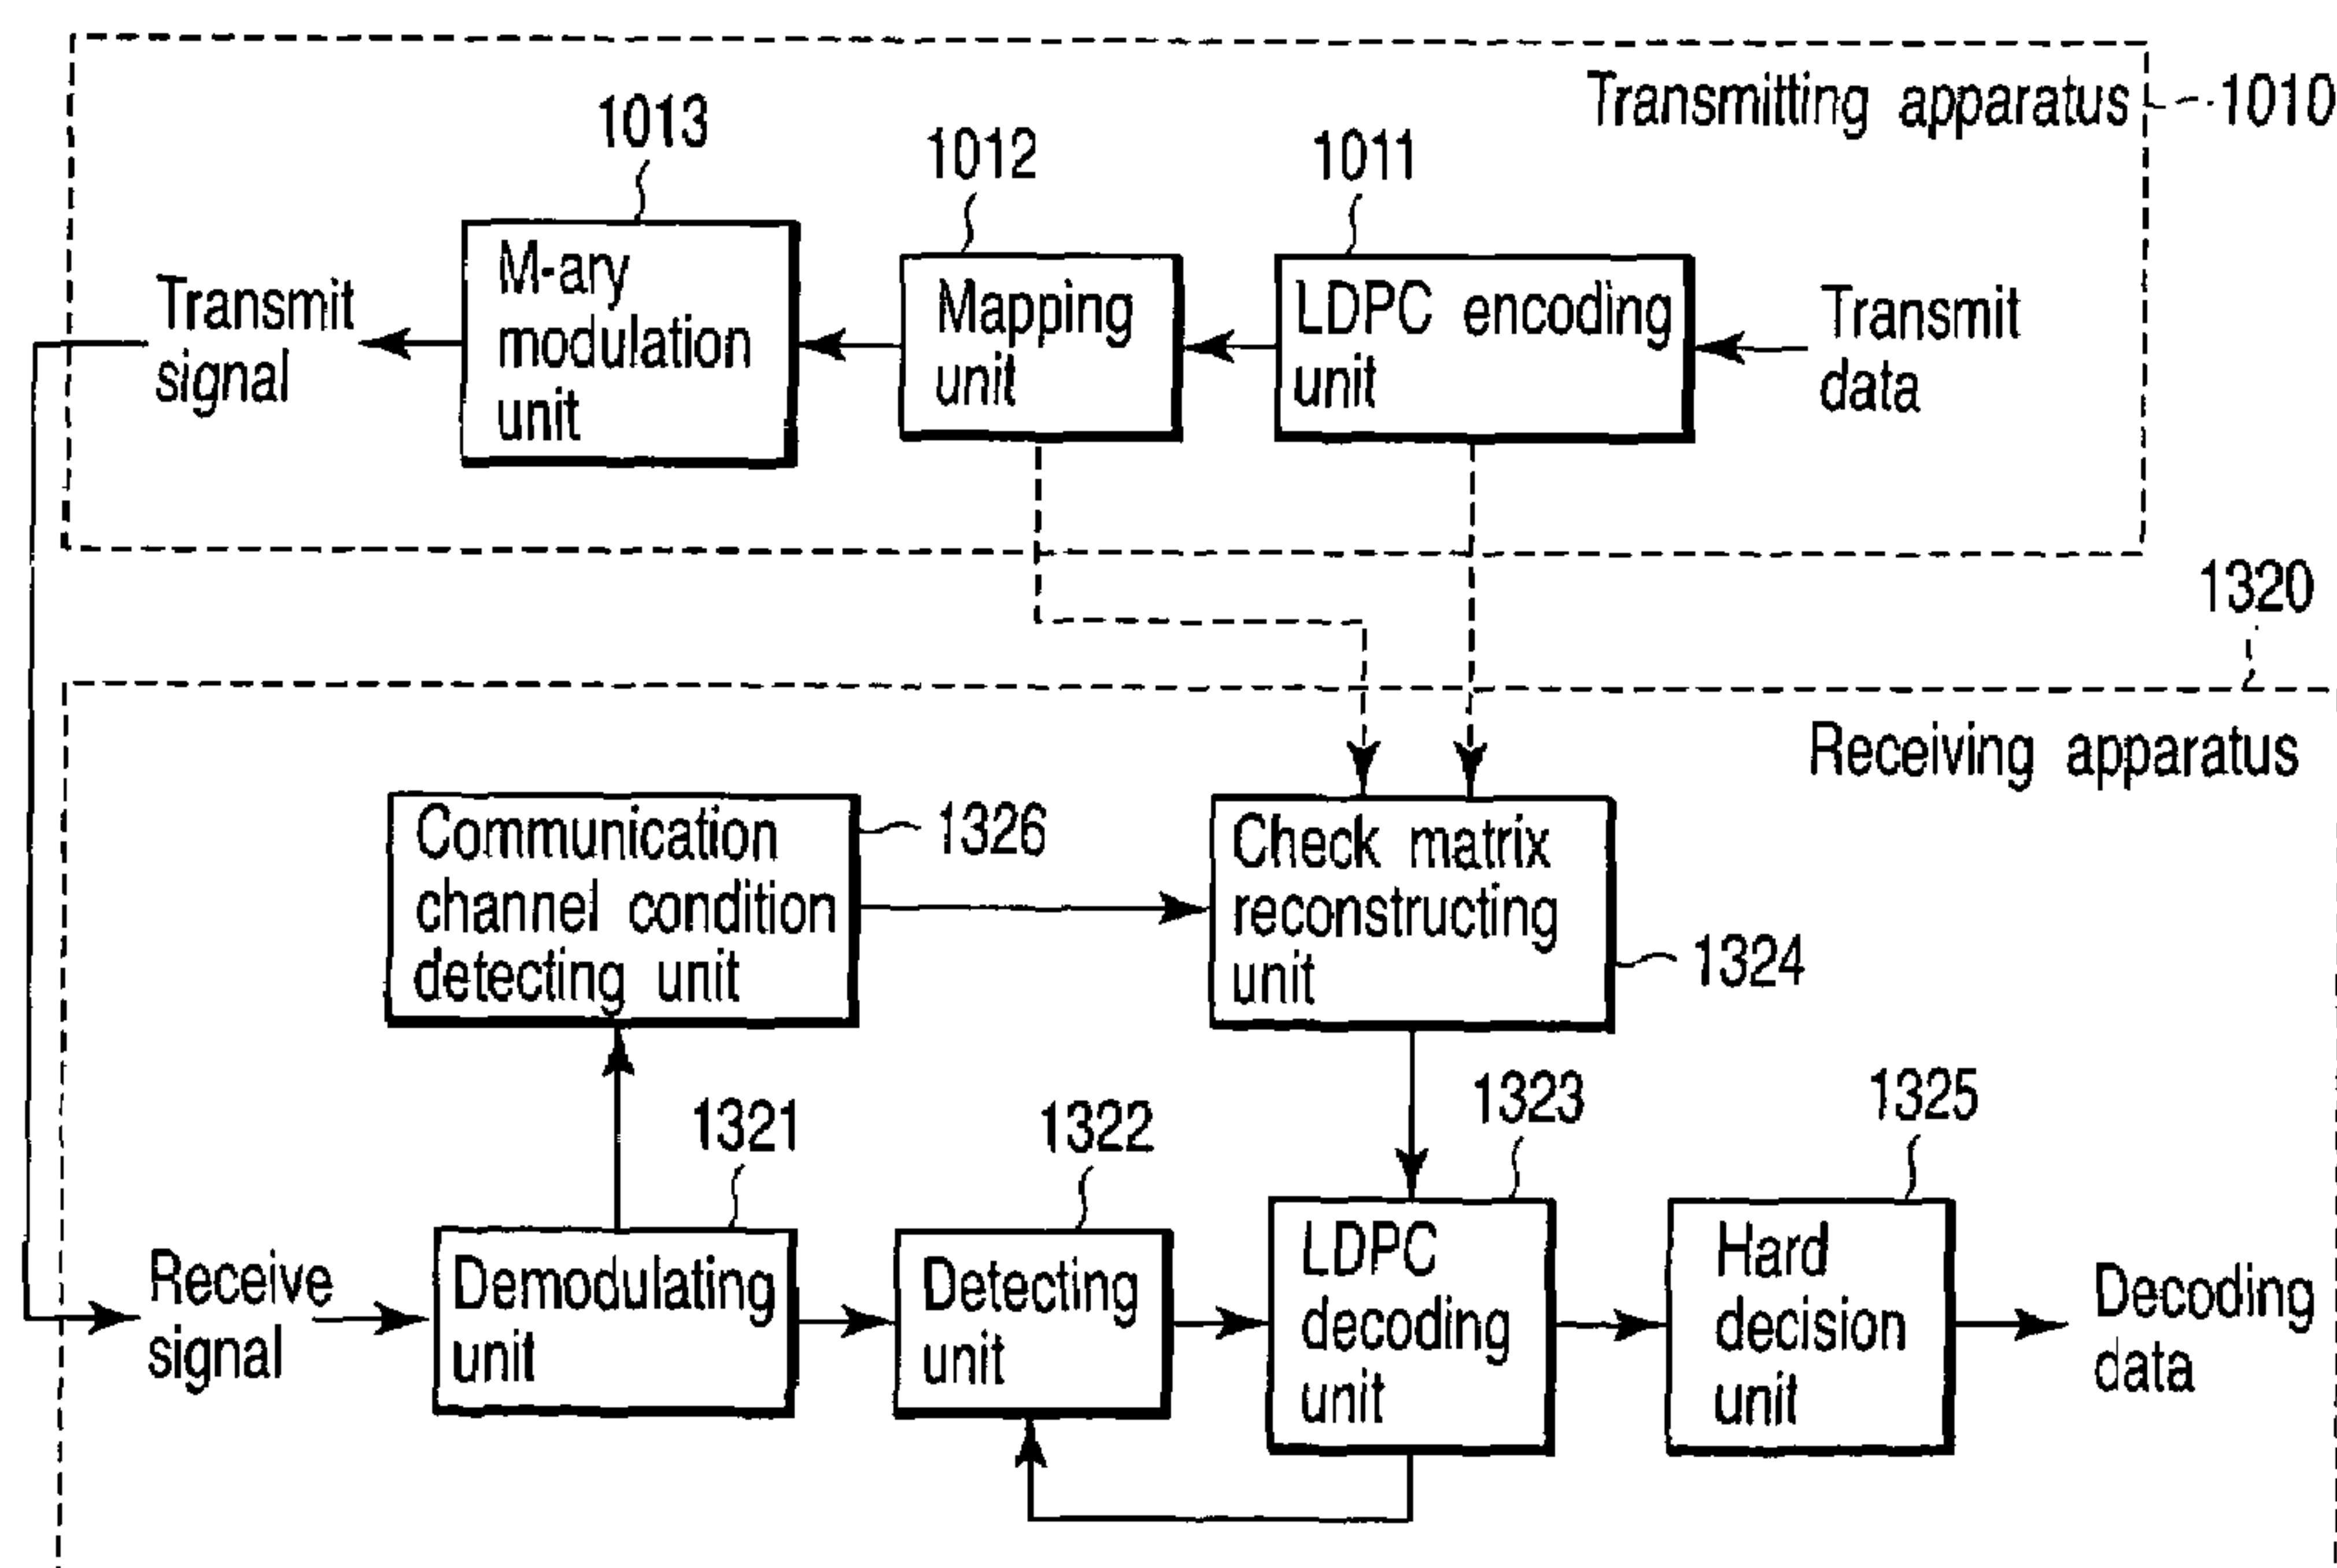 Transmitting apparatus
1010
1013
1012
1011
M-ary
modulation
unit
Mapping
unit
LDPC encoding
unit
Transmit
data
Transmit
signal
1320
Receiving apparatus
Communication
channel condition
detecting unit
1326
Check matrix
reconstructing
unit
1324
1321
1322
1323
1325
Receive
signal
Demodulating
unit
Detecting
unit
LDPC
decoding
unit
Hard
decision
unit
Decoding
data